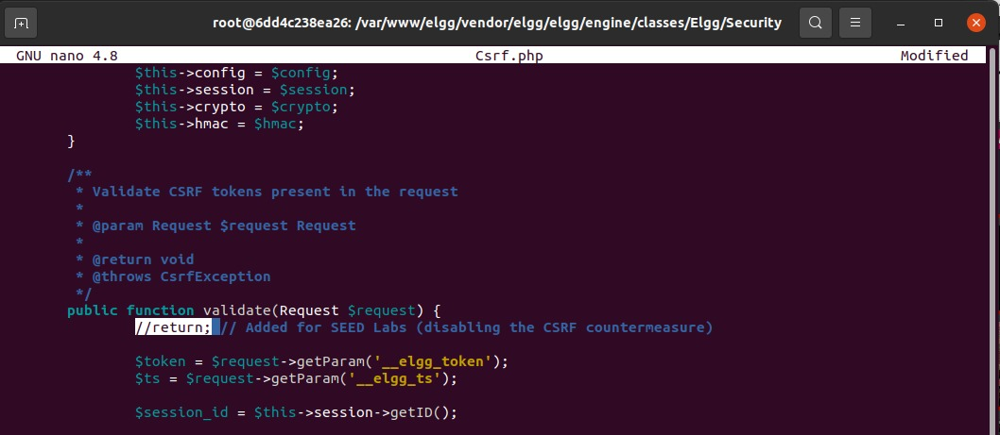 root@6dd4c238ea26: /var/www/elgg/vendor/elgg/elgg/engine/classes/Elgg/Security
GNU nano 4.8 Csrf.php Modified
$this->config = $config;
$this->session = $session;
$this->crypto = $crypto;
$this->hmac = $hmac;
}
/**
* Validate CSRF tokens present in the request
*
* @param Request $request Request
*
* @return void
* @throws CsrfException
*/
public function validate(Request $request) {
//return; // Added for SEED Labs (disabling the CSRF countermeasure)
$token = $request->getParam('__elgg_token');
$ts = $request->getParam('__elgg_ts');
$session_id = $this->session->getID();